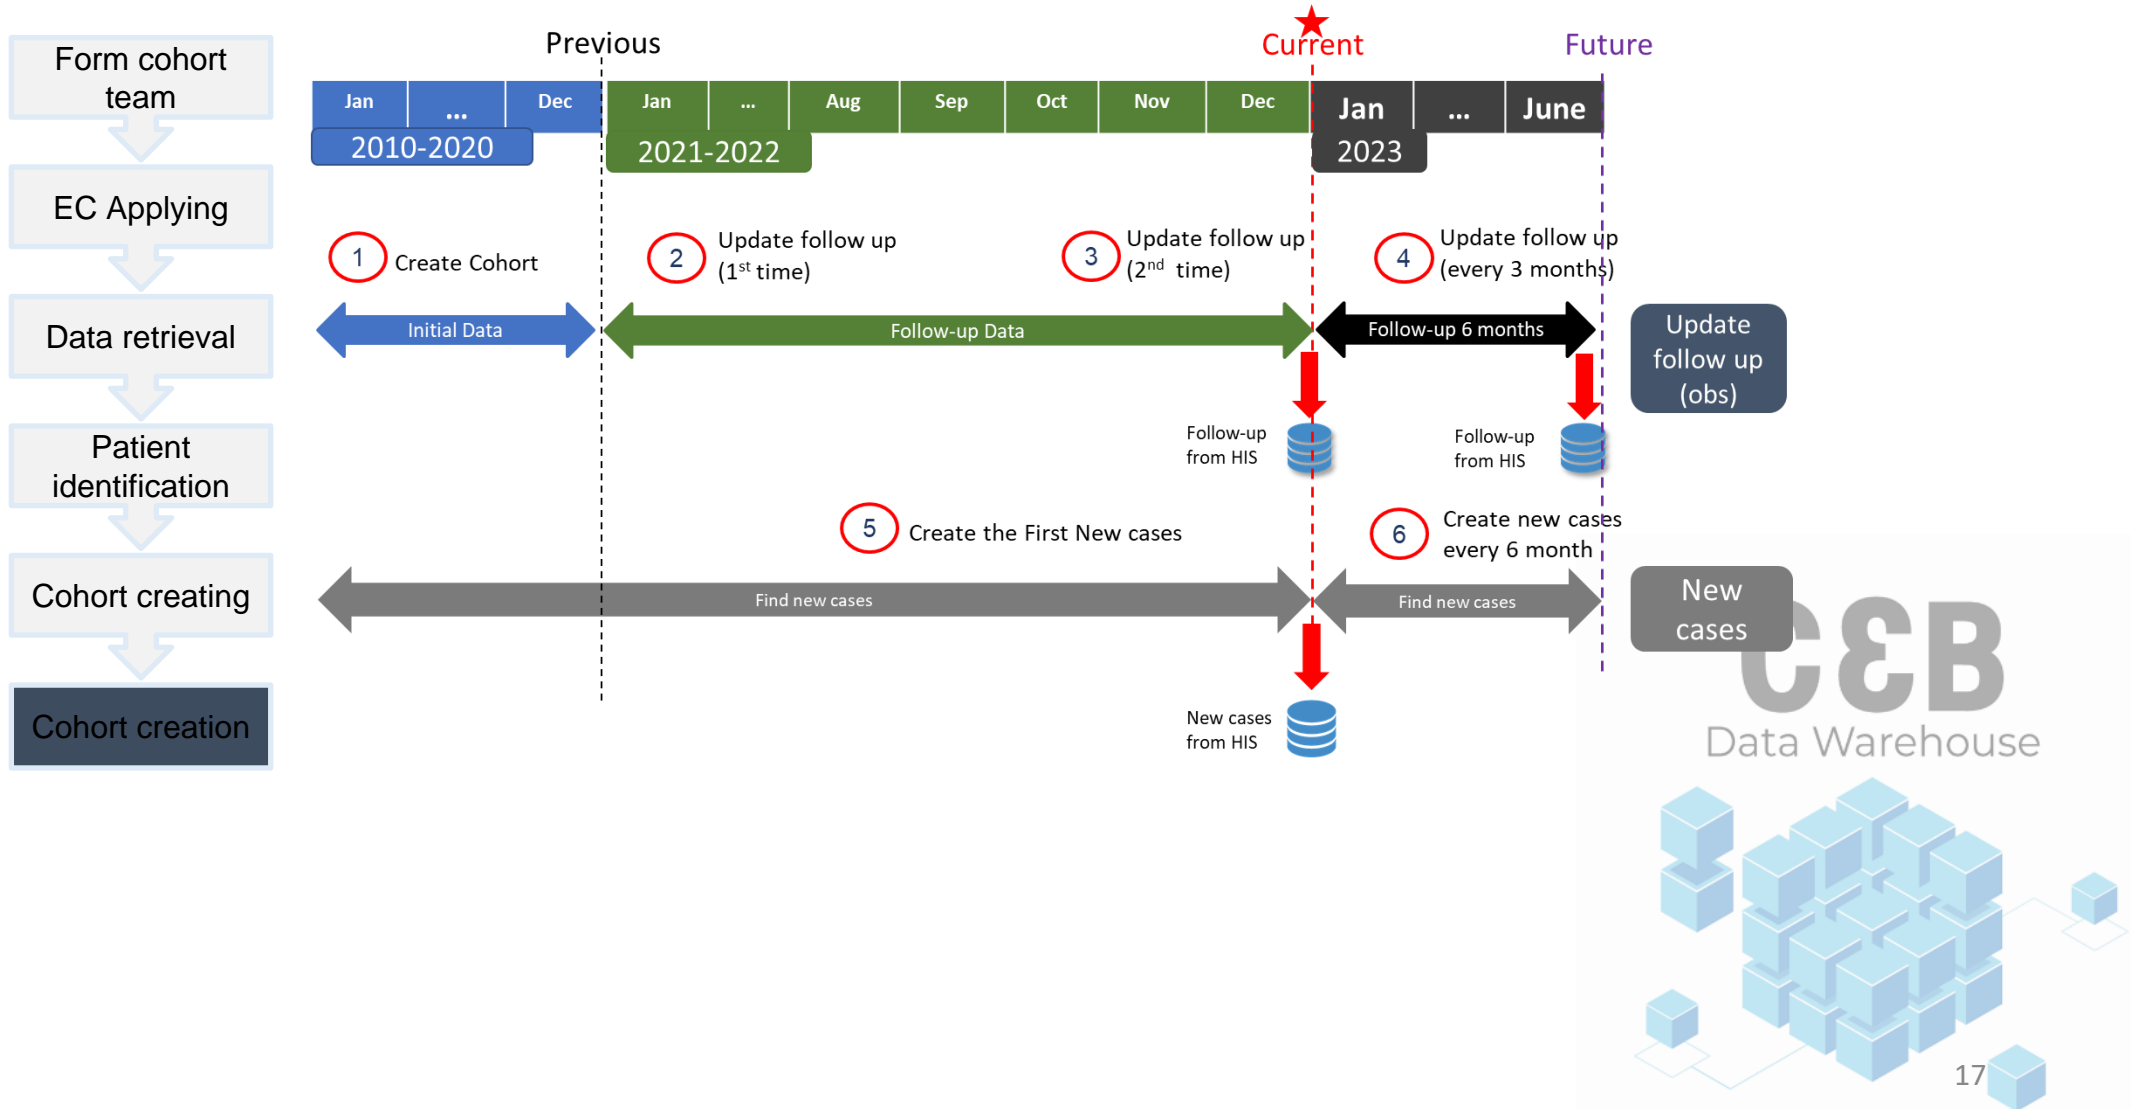 Form cohort
team
EC Applying
Data retrieval
Patient
identification
Cohort creating
Cohort creation
Previous
Current
Future
Jan
...
Dec
2010-2020
Jan
...
Aug
Sep
Oct
Nov
Dec
2021-2022
Jan
...
June
2023
1
Create Cohort
2
Update follow up
(1st time)
3
Update follow up
(2nd time)
4
Update follow up
(every 3 months)
Initial Data
Follow-up Data
Follow-up 6 months
Update
follow up
(obs)
Follow-up
from HIS
Follow-up
from HIS
5
Create the First New cases
6
Create new cases
every 6 month
Find new cases
Find new cases
New
cases
New cases
from HIS
CEB
Data Warehouse
17